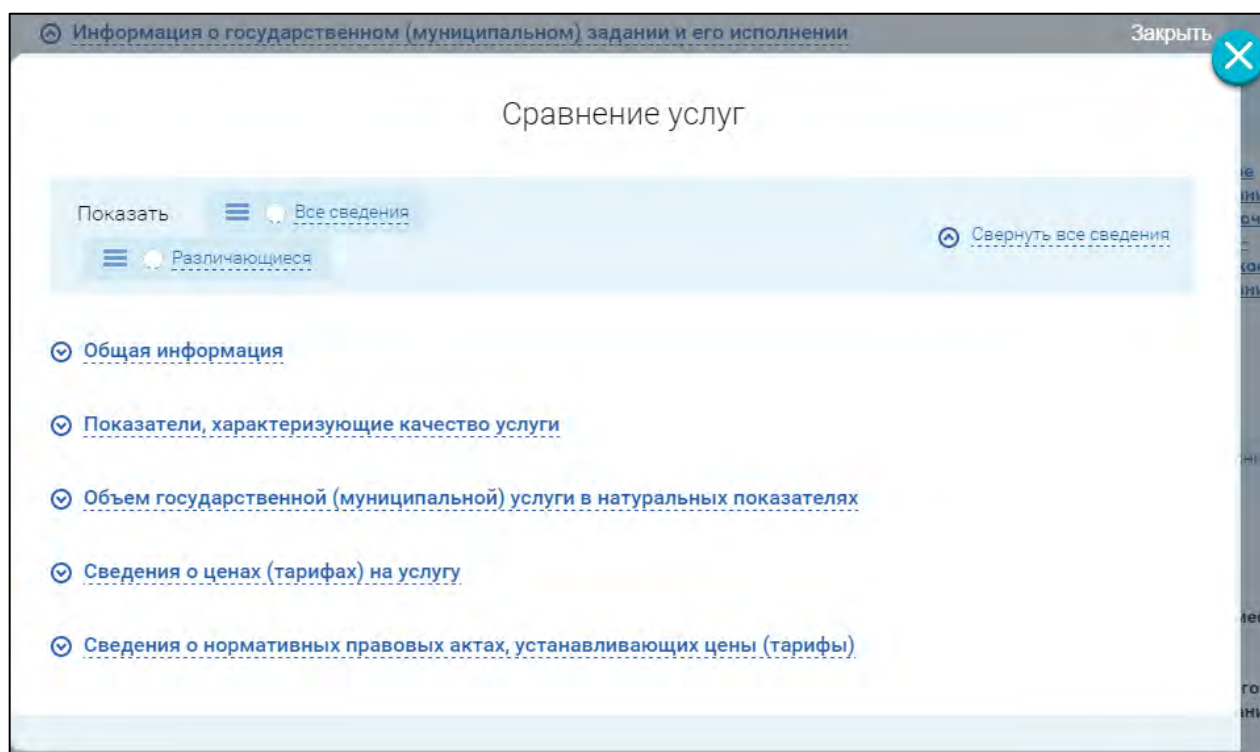 Информация о государственном (муниципальном) задании и его исполнении
Закрыть
Сравнение услуг
Показать
Все сведения
Различающиеся
Свернуть все сведения
Общая информация
Показатели, характеризующие качество услуги
Объем государственной (муниципальной) услуги в натуральных показателях
Сведения о ценах (тарифах) на услугу
Сведения о нормативных правовых актах, устанавливающих цены (тарифы)